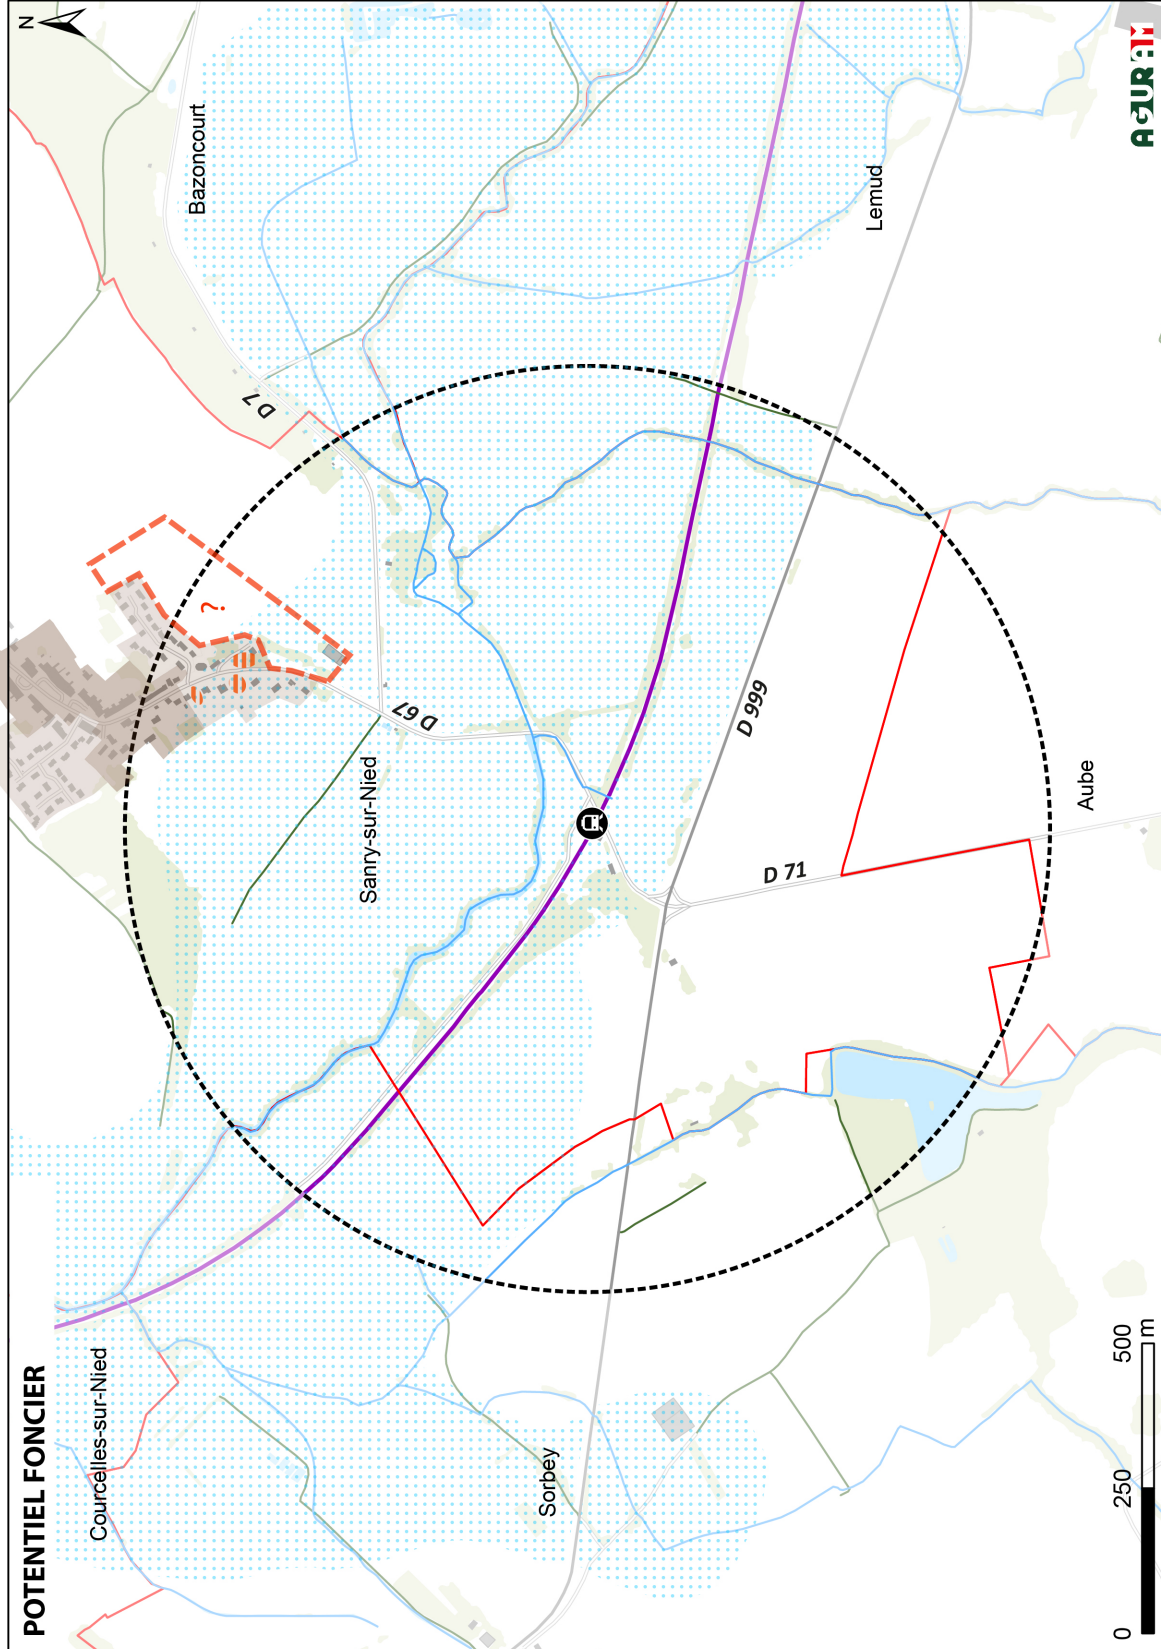 POTENTIEL FONCIER
N
Courcelles-sur-Nied
Bazoncourt
D 7
?
D 67
Sanry-sur-Nied
Lemud
D 999
D 71
Sorbey
Aube
0 250 500
m
AGURAM